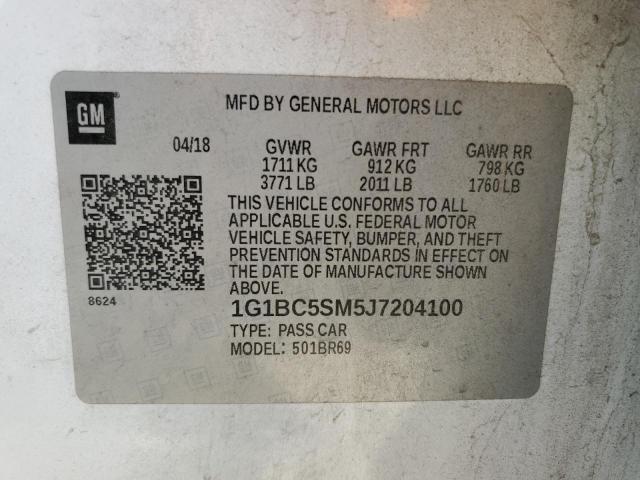 GM
MFD BY GENERAL MOTORS LLC
04/18 GVWR GAWR FRT GAWR RR
1711 KG 912 KG 798 KG
3771 LB 2011 LB 1760 LB
THIS VEHICLE CONFORMS TO ALL
APPLICABLE U.S. FEDERAL MOTOR
VEHICLE SAFETY, BUMPER, AND THEFT
PREVENTION STANDARDS IN EFFECT ON
THE DATE OF MANUFACTURE SHOWN
ABOVE.
8624
1G1BC5SM5J7204100
TYPE: PASS CAR
MODEL: 501BR69